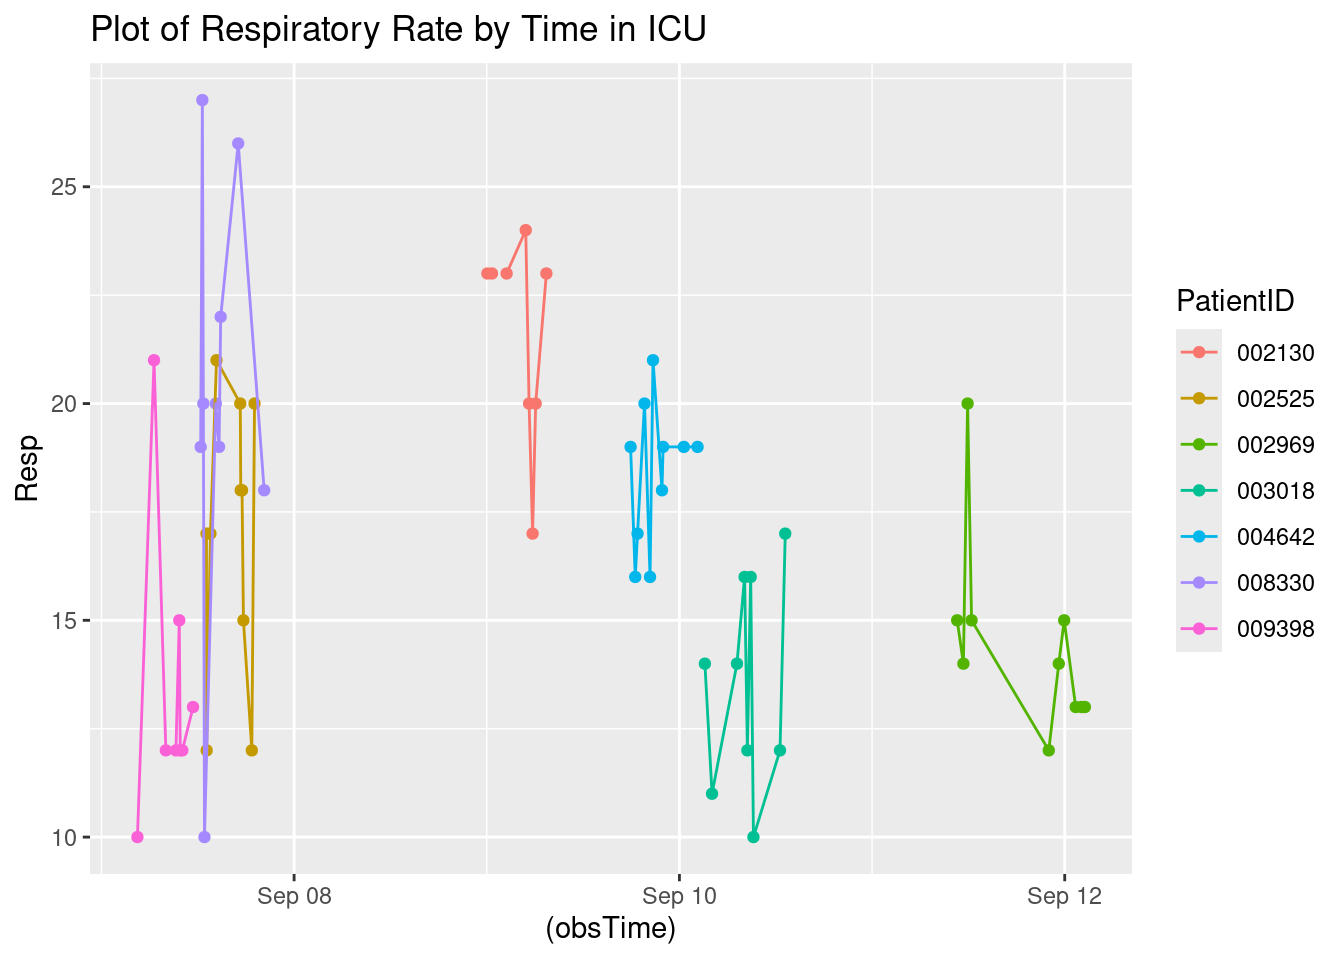 Plot of Respiratory Rate by Time in ICU
25
20
15
10
Resp
Sep 08
Sep 10
Sep 12
(obsTime)
PatientID
002130
002525
002969
003018
004642
008330
009398